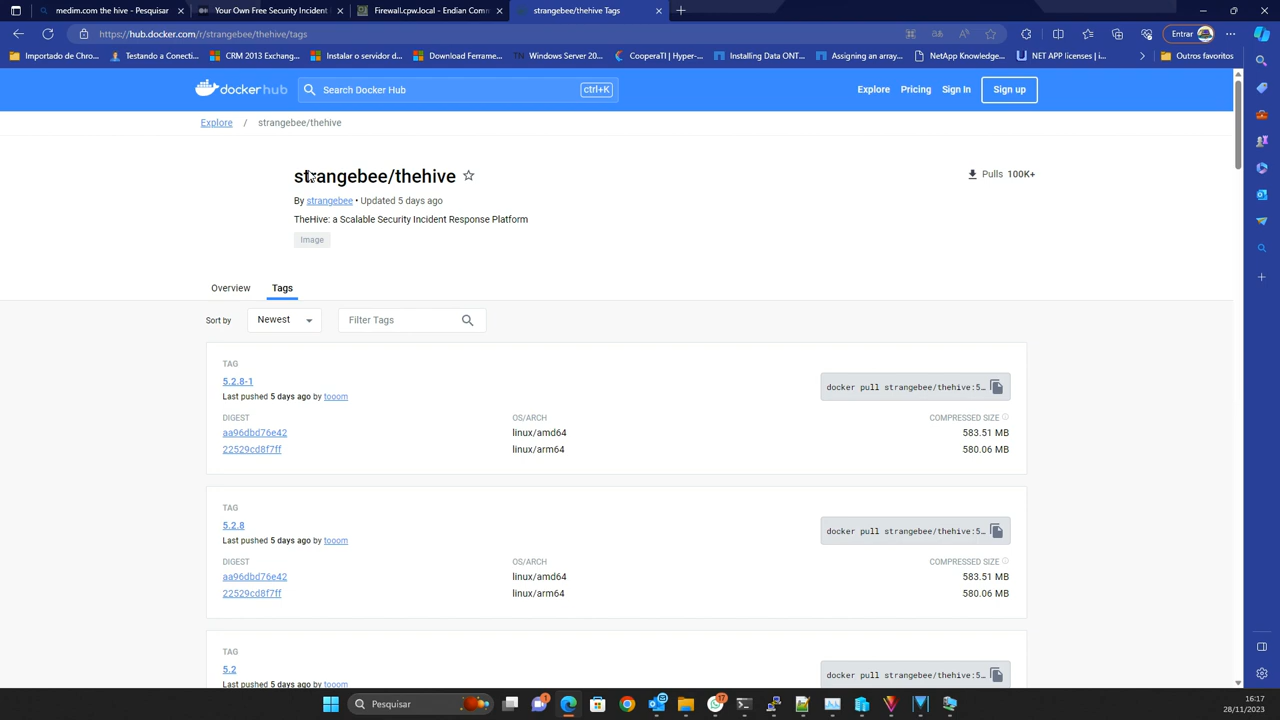 medim.com the hive - Pesquisar
Your Own Free Security Incident
Firewall.cpw.local - Endian Comm
strangebee/thehive Tags
https://hub.docker.com/r/strangebee/thehive/tags
Entrar
Importado de Chro...
Testando a Conecti...
CRM 2013 Exchang...
Instalar o servidor d...
Download Ferrame...
Windows Server 20...
CooperaTI | Hyper-...
Installing Data ONT...
Assigning an array...
NetApp Knowledge...
NET APP licenses | i...
Outros favoritos
dockerhub
Search Docker Hub
ctrl+K
Explore
Pricing
Sign In
Sign up
Explore / strangebee/thehive
strangebee/thehive
Pulls 100K+
By strangebee • Updated 5 days ago
TheHive: a Scalable Security Incident Response Platform
Image
Overview
Tags
Sort by
Newest
Filter Tags
TAG
5.2.8-1
docker pull strangebee/thehive:5…
Last pushed 5 days ago by tooom
DIGEST
OS/ARCH
COMPRESSED SIZE
aa96dbd76e42
linux/amd64
583.51 MB
22529cd8f7ff
linux/arm64
580.06 MB
TAG
5.2.8
docker pull strangebee/thehive:5…
Last pushed 5 days ago by tooom
DIGEST
OS/ARCH
COMPRESSED SIZE
aa96dbd76e42
linux/amd64
583.51 MB
22529cd8f7ff
linux/arm64
580.06 MB
TAG
5.2
docker pull strangebee/thehive:5…
Last pushed 5 days ago by tooom
Pesquisar
1
17
16:17
28/11/2023